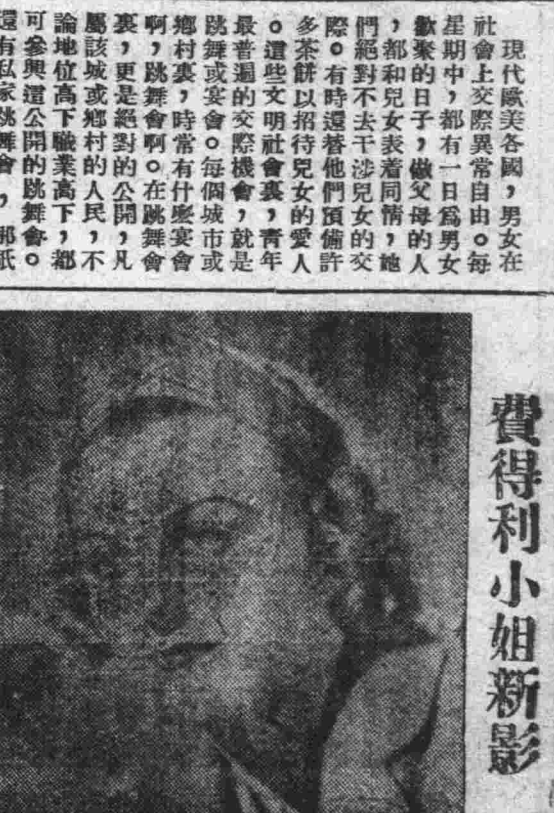 現代歐美各國，男女在
社會上交際異常自由。每
星期中，都有一日爲男女
歡聚的日子，做父母的人
，都和兒女表着同情，她
們絕對不去干涉兒女的交
際。有時還替他們預備許
多茶餅以招待兒女的愛人
。這些文明社會裏，青年
最普遍的交際機會，就是
跳舞或宴會。每個城市或
鄉村裏，時常有什麼宴會
啊，跳舞會啊。在跳舞會
裏，更是絕對的公開，凡
屬該城或鄉村的人民，不
論地位高下職業高下，都
可參與這公開的跳舞會。
還有私家跳舞會，那祇
費得利小姐新影